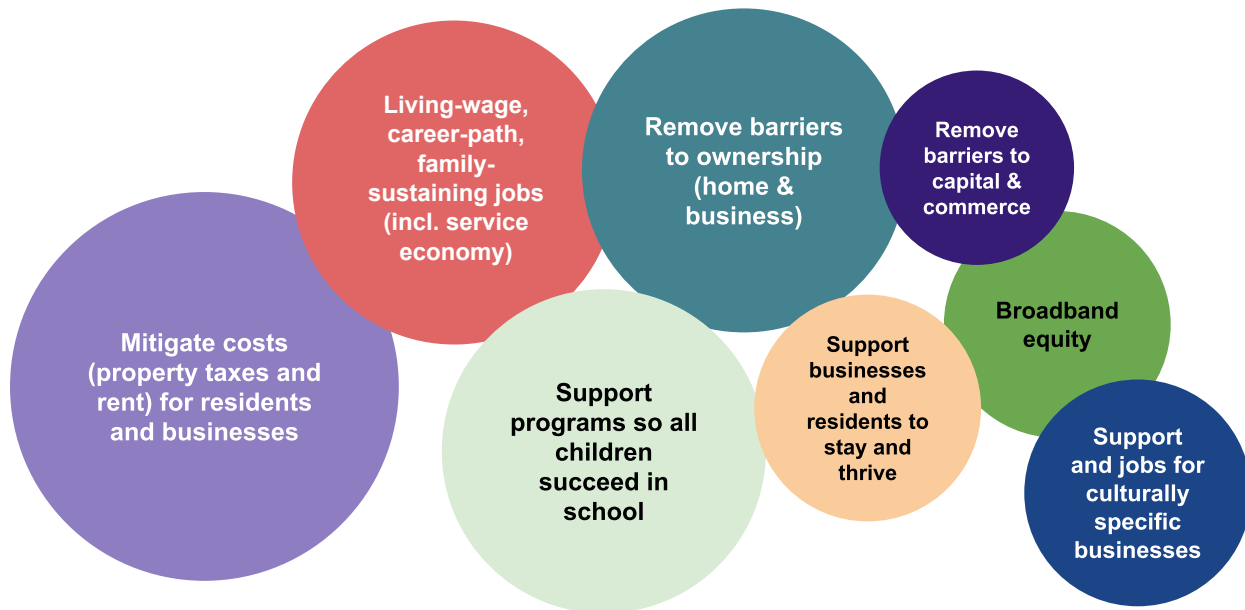 Mitigate costs
(property taxes and
rent) for residents
and businesses
Living-wage,
career-path,
family-
sustaining jobs
(incl. service
economy)
Remove barriers
to ownership
(home &
business)
Remove
barriers to
capital &
commerce
Support
programs so all
children
succeed in
school
Support
businesses
and
residents to
stay and
thrive
Broadband
equity
Support
and jobs for
culturally
specific
businesses